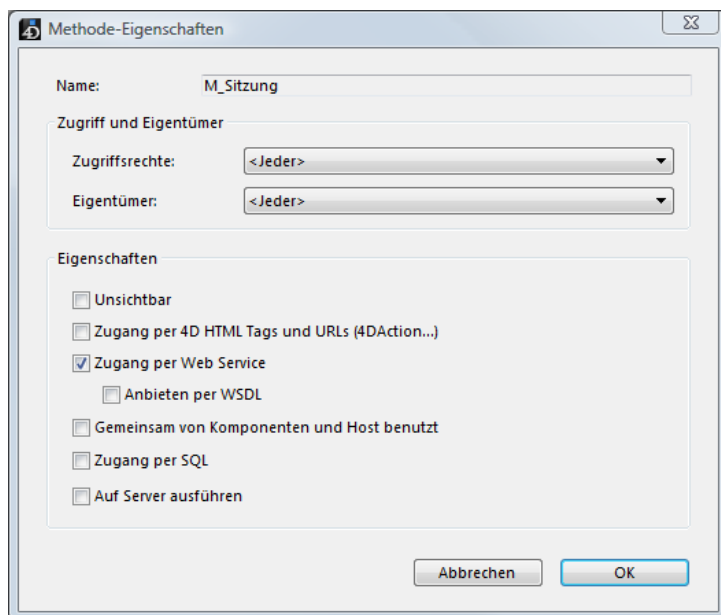 4D Methode-Eigenschaften
Name: M_Sitzung
Zugriff und Eigentümer
Zugriffsrechte: <Jeder>
Eigentümer: <Jeder>
Eigenschaften
Unsichtbar
Zugang per 4D HTML Tags und URLs (4DAction...)
Zugang per Web Service
Anbieten per WSDL
Gemeinsam von Komponenten und Host benutzt
Zugang per SQL
Auf Server ausführen
Abbrechen OK